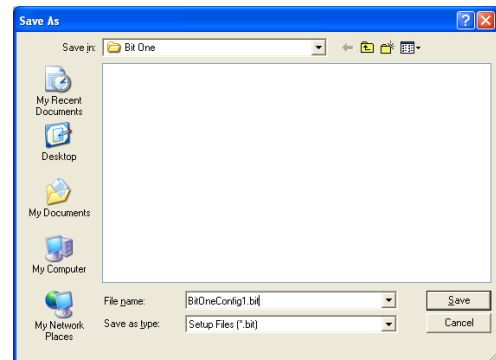 Save As
Save in: Bit One
My Recent
Documents
Desktop
My Documents
My Computer
My Network
Places
File name: BitOneConfig1.bit
Save
Save as type: Setup Files (*.bit)
Cancel